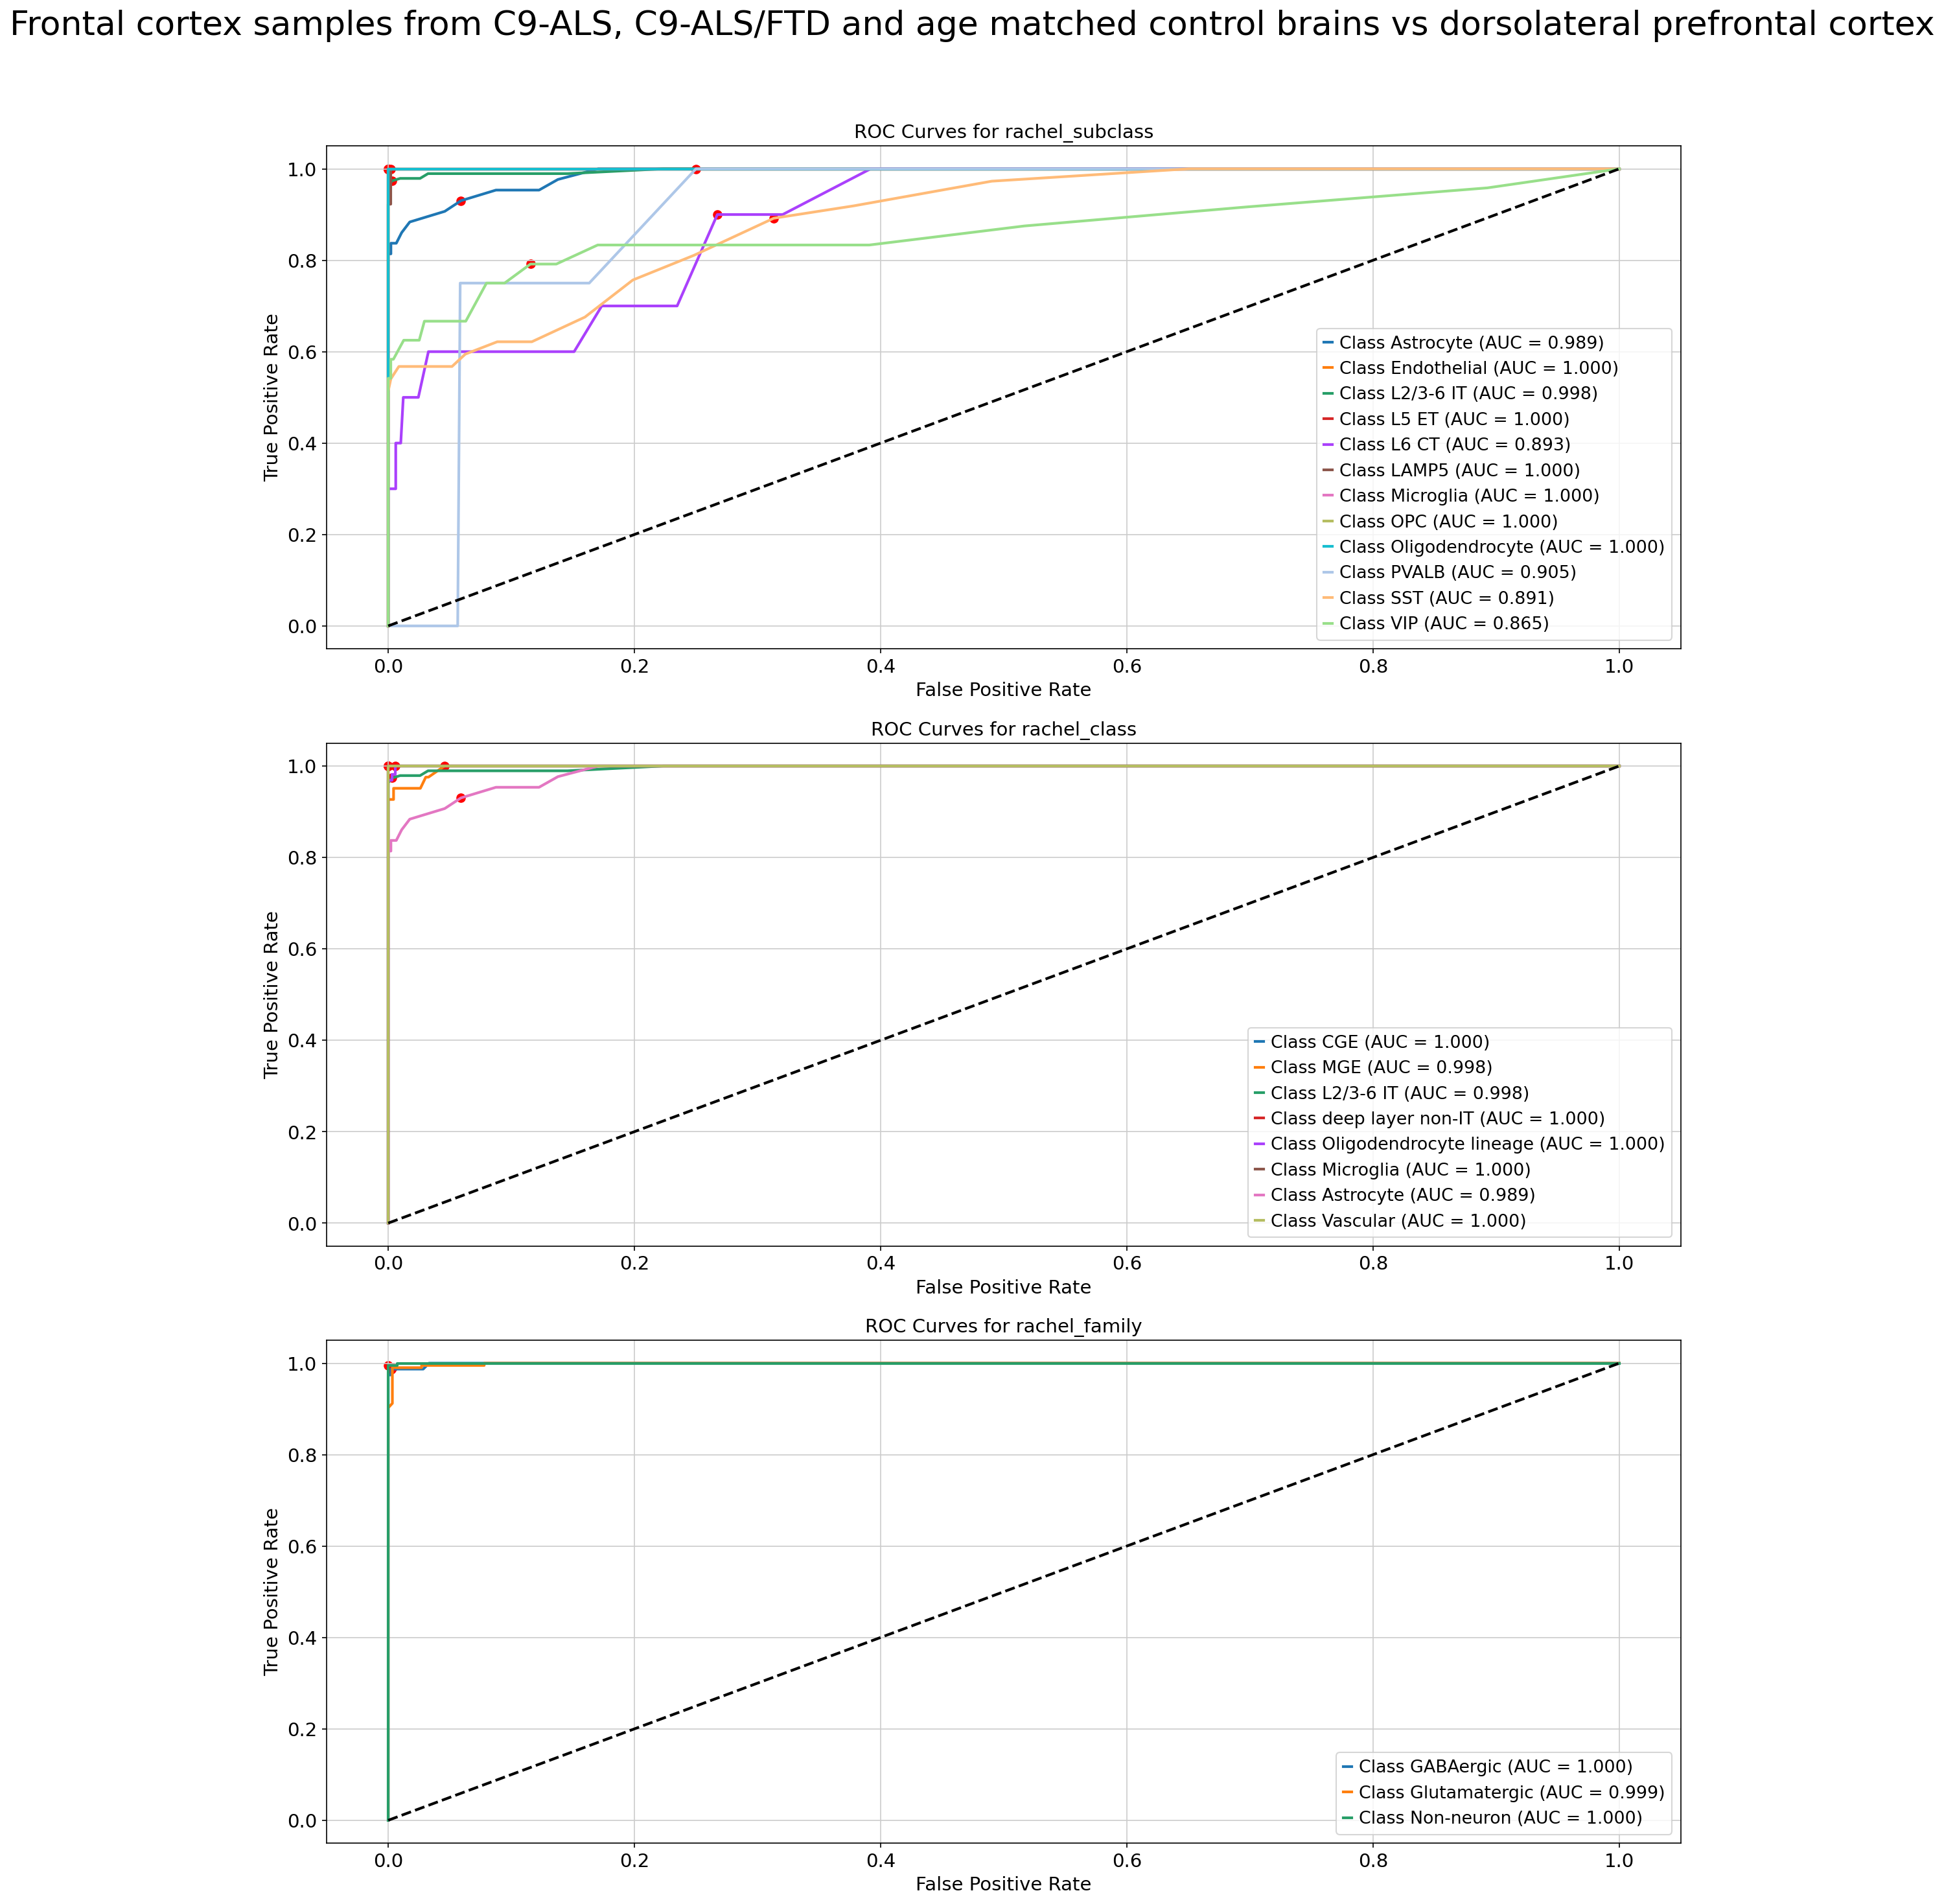 Frontal cortex samples from C9-ALS, C9-ALS/FTD and age matched control brains vs dorsolateral prefrontal cortex
ROC Curves for rachel_subclass
True Positive Rate
1.0
0.8
0.6
0.4
0.2
0.0
Class Astrocyte (AUC = 0.989)
Class Endothelial (AUC = 1.000)
Class L2/3-6 IT (AUC = 0.998)
Class L5 ET (AUC = 1.000)
Class L6 CT (AUC = 0.893)
Class LAMP5 (AUC = 1.000)
Class Microglia (AUC = 1.000)
Class OPC (AUC = 1.000)
Class Oligodendrocyte (AUC = 1.000)
Class PVALB (AUC = 0.905)
Class SST (AUC = 0.891)
Class VIP (AUC = 0.865)
0.0 0.2 0.4 0.6 0.8 1.0
False Positive Rate
ROC Curves for rachel_class
True Positive Rate
1.0
0.8
0.6
0.4
0.2
0.0
Class CGE (AUC = 1.000)
Class MGE (AUC = 0.998)
Class L2/3-6 IT (AUC = 0.998)
Class deep layer non-IT (AUC = 1.000)
Class Oligodendrocyte lineage (AUC = 1.000)
Class Microglia (AUC = 1.000)
Class Astrocyte (AUC = 0.989)
Class Vascular (AUC = 1.000)
0.0 0.2 0.4 0.6 0.8 1.0
False Positive Rate
ROC Curves for rachel_family
True Positive Rate
1.0
0.8
0.6
0.4
0.2
0.0
Class GABAergic (AUC = 1.000)
Class Glutamatergic (AUC = 0.999)
Class Non-neuron (AUC = 1.000)
0.0 0.2 0.4 0.6 0.8 1.0
False Positive Rate